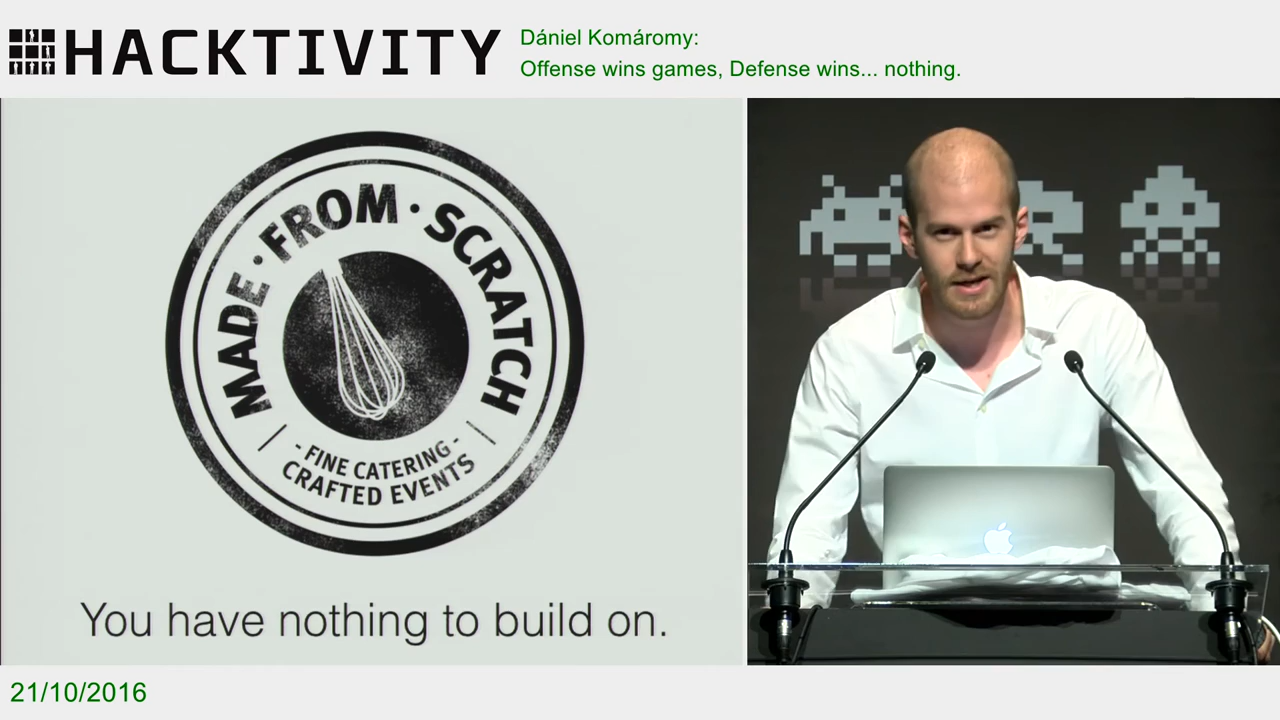 HACKTIVITY
Dániel Komáromy:
Offense wins games, Defense wins... nothing.
MADE · FROM · SCRATCH
- FINE CATERING -
CRAFTED EVENTS
You have nothing to build on.
21/10/2016